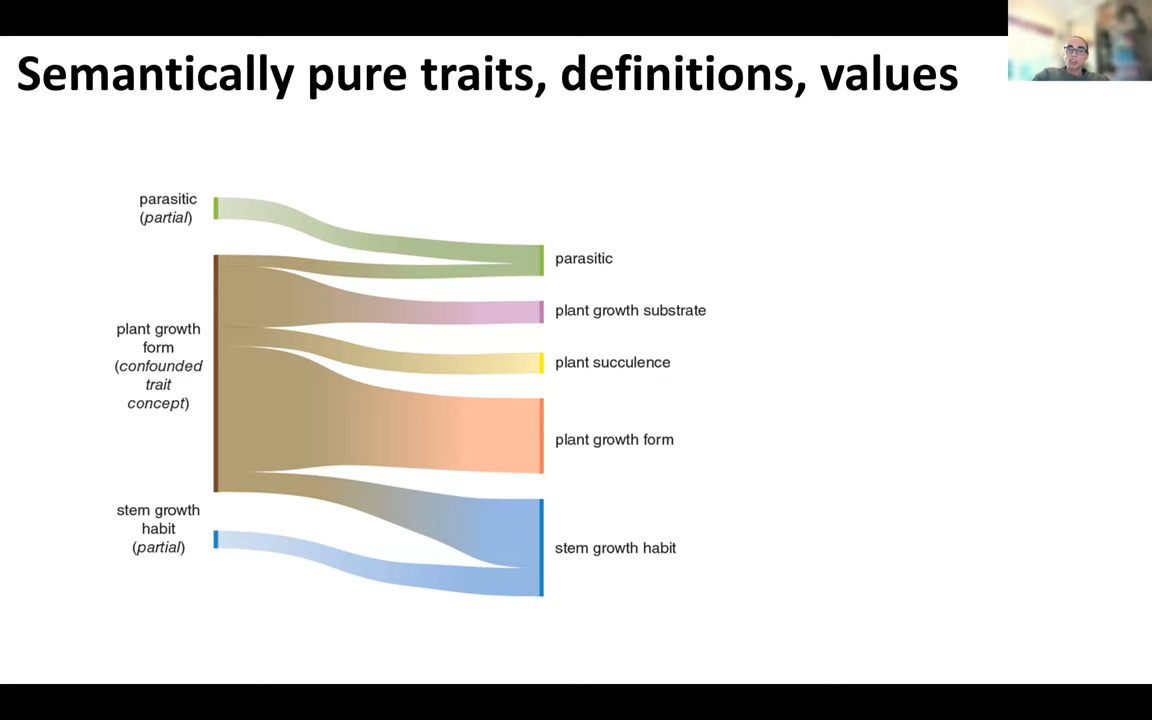 Semantically pure traits, definitions, values
parasitic
(partial)
plant growth
form
(confounded
trait
concept)
stem growth
habit
(partial)
parasitic
plant growth substrate
plant succulence
plant growth form
stem growth habit